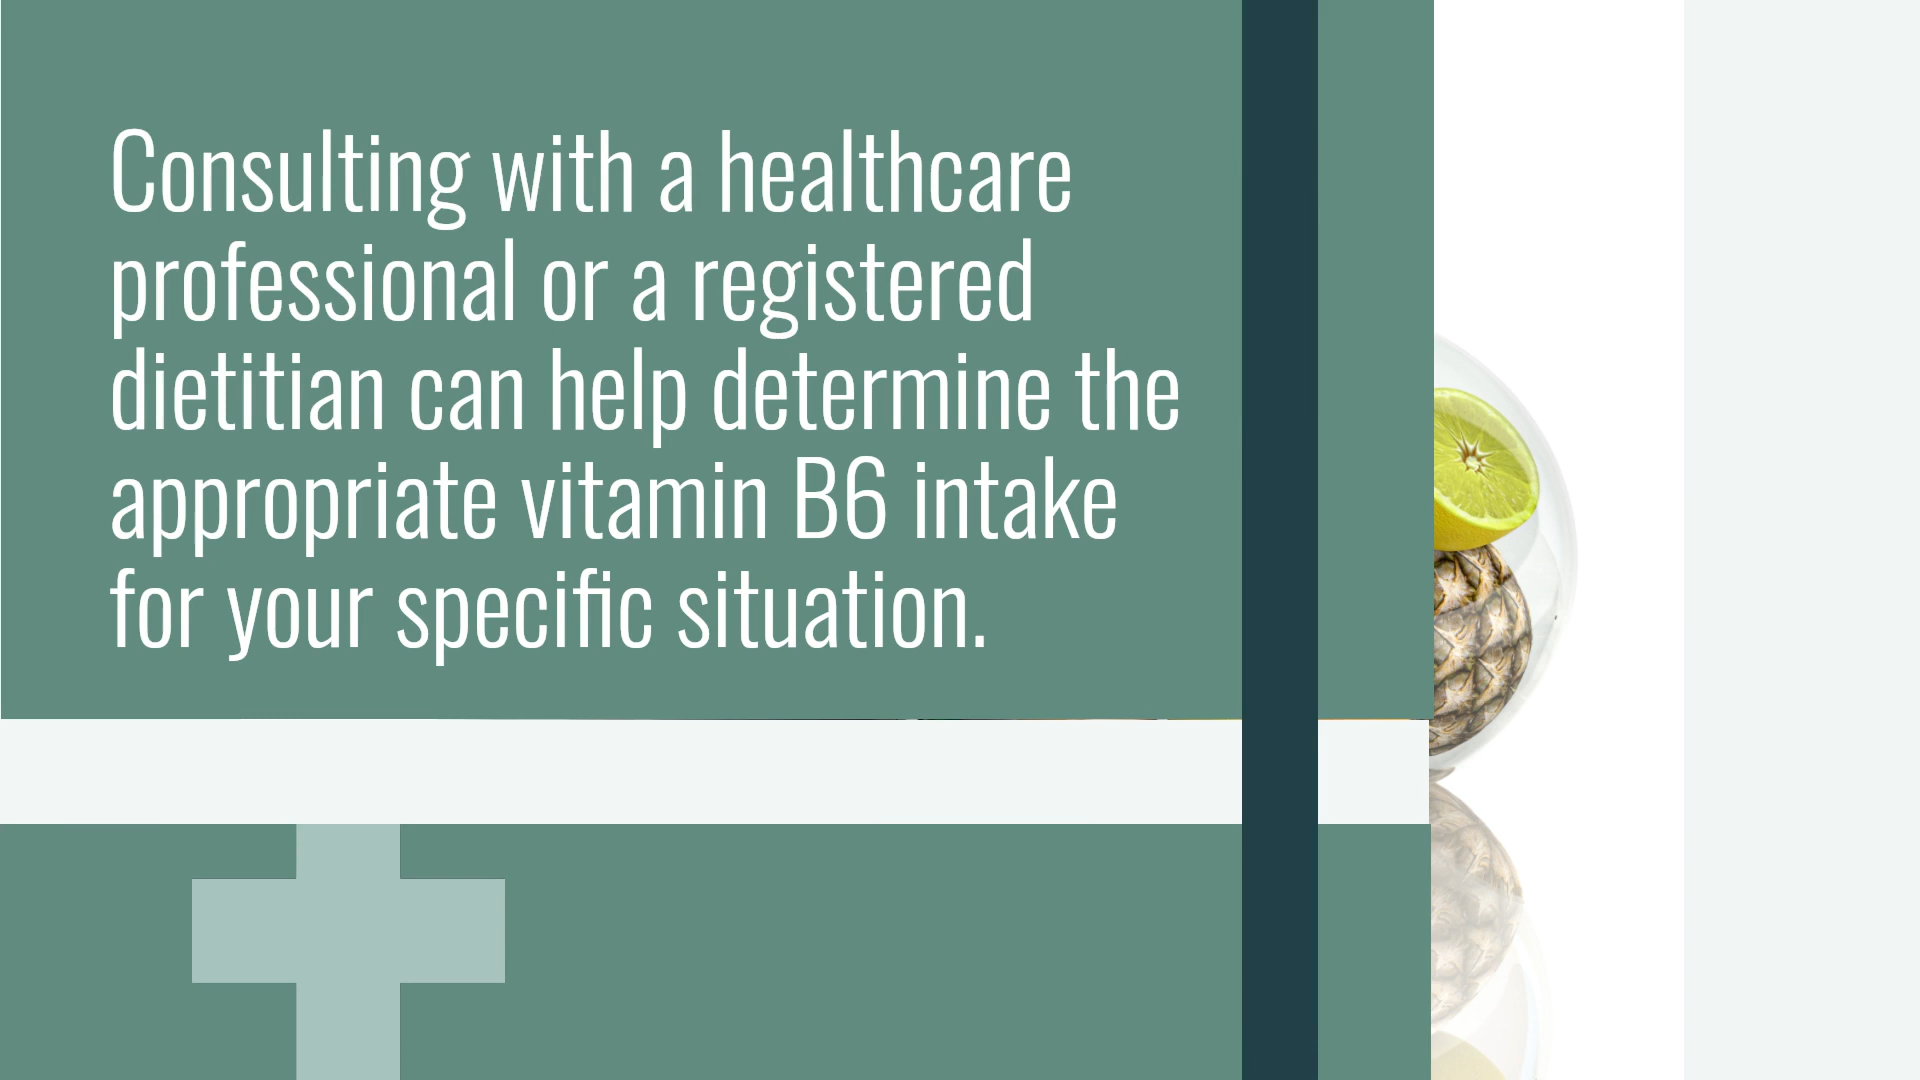 Consulting with a healthcare
professional or a registered
dietitian can help determine the
appropriate vitamin B6 intake
for your specific situation.